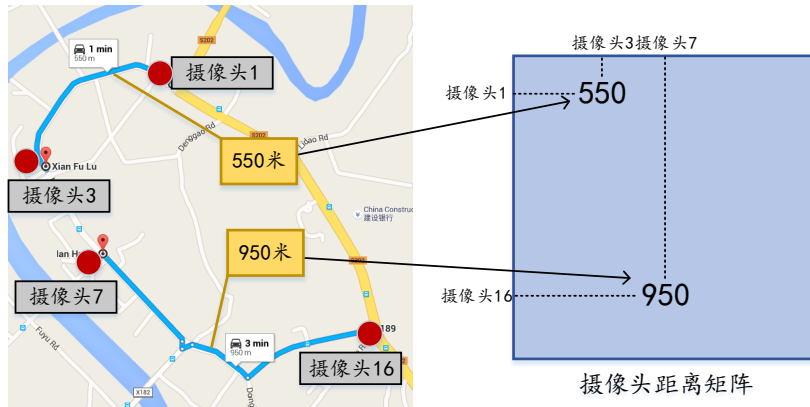 S202
1 min
550 m
摄像头1
Denggao Rd
S202
Lidao Rd
550米
Xian Fu Lu
摄像头3
China Construc
建设银行
950米
S202
摄像头7
Fuyu Rd
189
3 min
950 m
摄像头16
X182
摄像头3
摄像头7
摄像头1
550
摄像头16
950
摄像头距离矩阵